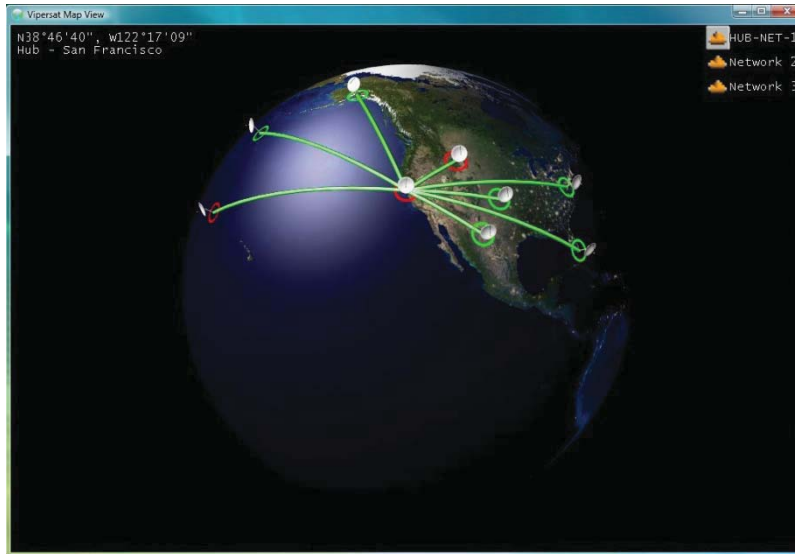 Vipersat Map View
N38°46'40", W122°17'09"
Hub - San Francisco
HUB-NET-1
Network 2
Network 3